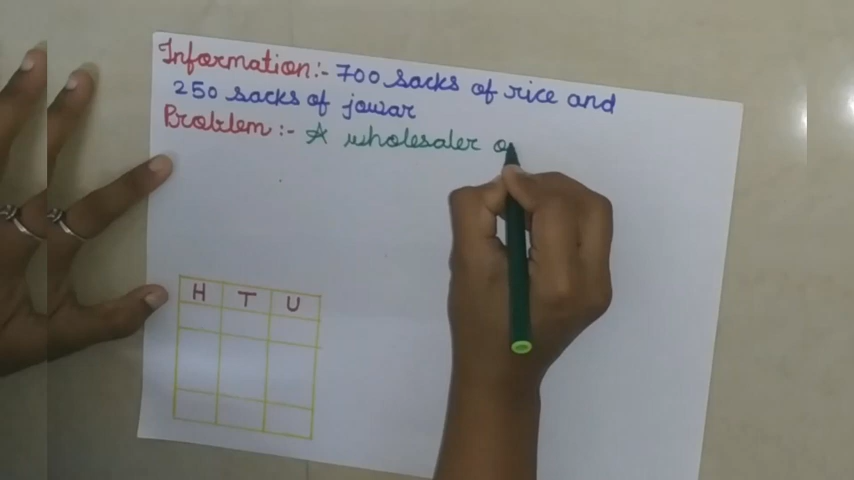 Information:- 700 sacks of rice and
250 sacks of jowar
Problem :- A wholesaler
H T U